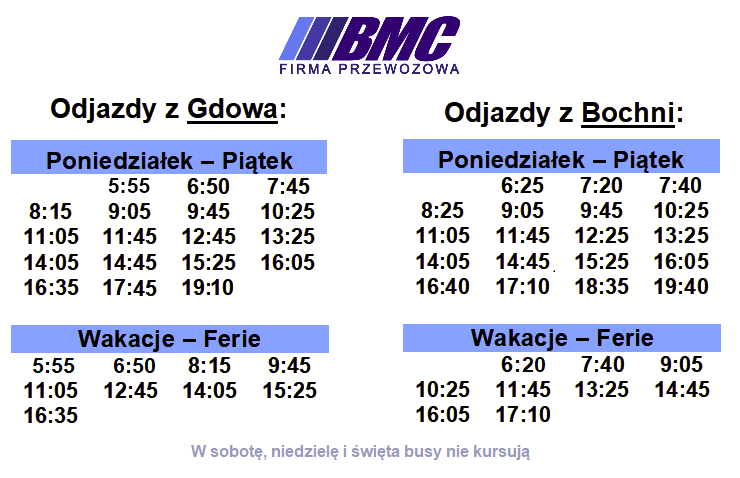 BMC
FIRMA PRZEWOZOWA
Odjazdy z Gdowa:
Poniedziałek – Piątek
5:55 6:50 7:45
8:15 9:05 9:45 10:25
11:05 11:45 12:45 13:25
14:05 14:45 15:25 16:05
16:35 17:45 19:10
Wakacje – Ferie
5:55 6:50 8:15 9:45
11:05 12:45 14:05 15:25
16:35
Odjazdy z Bochni:
Poniedziałek – Piątek
6:25 7:20 7:40
8:25 9:05 9:45 10:25
11:05 11:45 12:25 13:25
14:05 14:45 15:25 16:05
16:40 17:10 18:35 19:40
Wakacje – Ferie
6:20 7:40 9:05
10:25 11:45 13:25 14:45
16:05 17:10
W sobotę, niedzielę i święta busy nie kursują